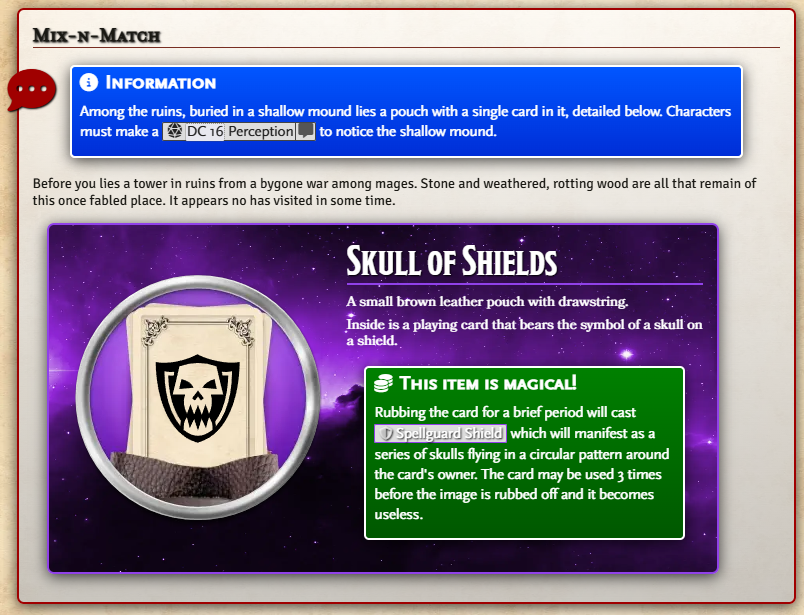 Mix-n-Match
Information
Among the ruins, buried in a shallow mound lies a pouch with a single card in it, detailed below. Characters
must make a DC 16 Perception to notice the shallow mound.
Before you lies a tower in ruins from a bygone war among mages. Stone and weathered, rotting wood are all that remain of
this once fabled place. It appears no has visited in some time.
Skull of Shields
A small brown leather pouch with drawstring.
Inside is a playing card that bears the symbol of a skull on
a shield.
This item is magical!
Rubbing the card for a brief period will cast
Spellguard Shield which will manifest as a
series of skulls flying in a circular pattern around
the card's owner. The card may be used 3 times
before the image is rubbed off and it becomes
useless.